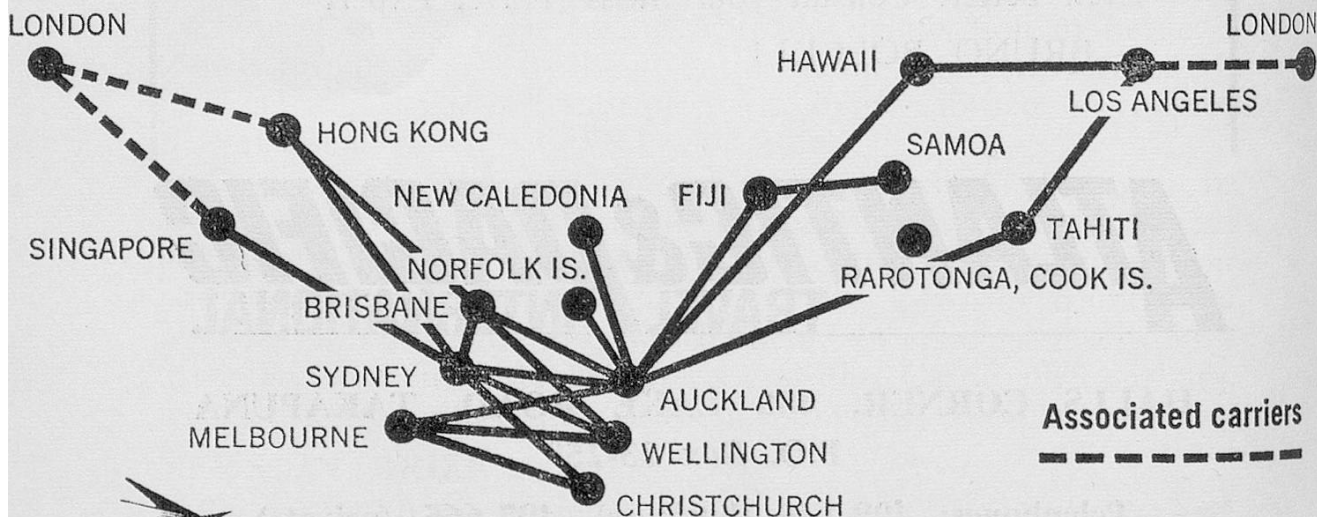 LONDON
HAWAII
LONDON
LOS ANGELES
HONG KONG
SAMOA
NEW CALEDONIA
FIJI
SINGAPORE
TAHITI
NORFOLK IS.
RAROTONGA, COOK IS.
BRISBANE
SYDNEY
AUCKLAND
MELBOURNE
WELLINGTON
CHRISTCHURCH
Associated carriers